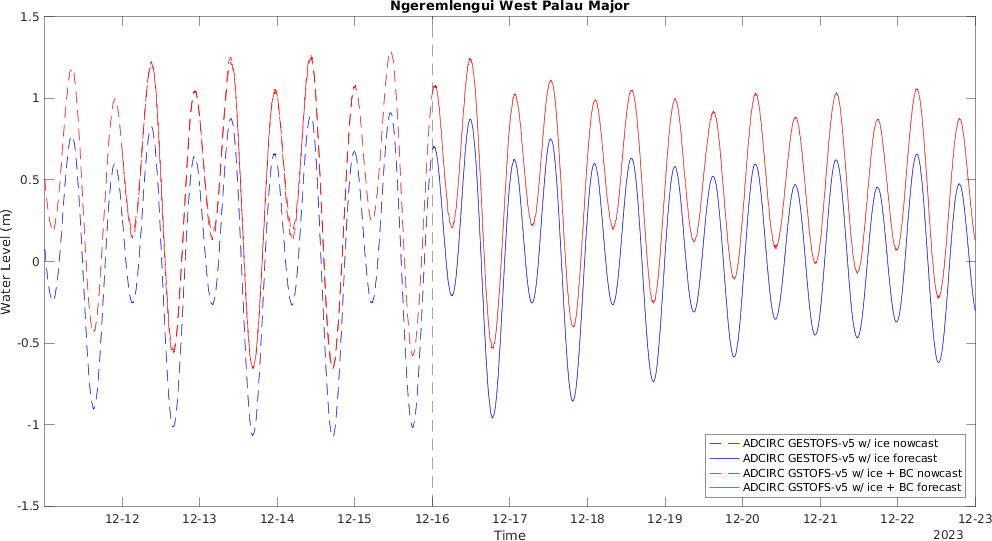 Ngeremlengui West Palau Major
1.5
1
0.5
0
-0.5
-1
-1.5
Water Level (m)
12-12
12-13
12-14
12-15
12-16
12-17
12-18
12-19
12-20
12-21
12-22
12-23
Time
2023
ADCIRC GESTOFS-v5 w/ ice nowcast
ADCIRC GESTOFS-v5 w/ ice forecast
ADCIRC GSTOFS-v5 w/ ice + BC nowcast
ADCIRC GSTOFS-v5 w/ ice + BC forecast